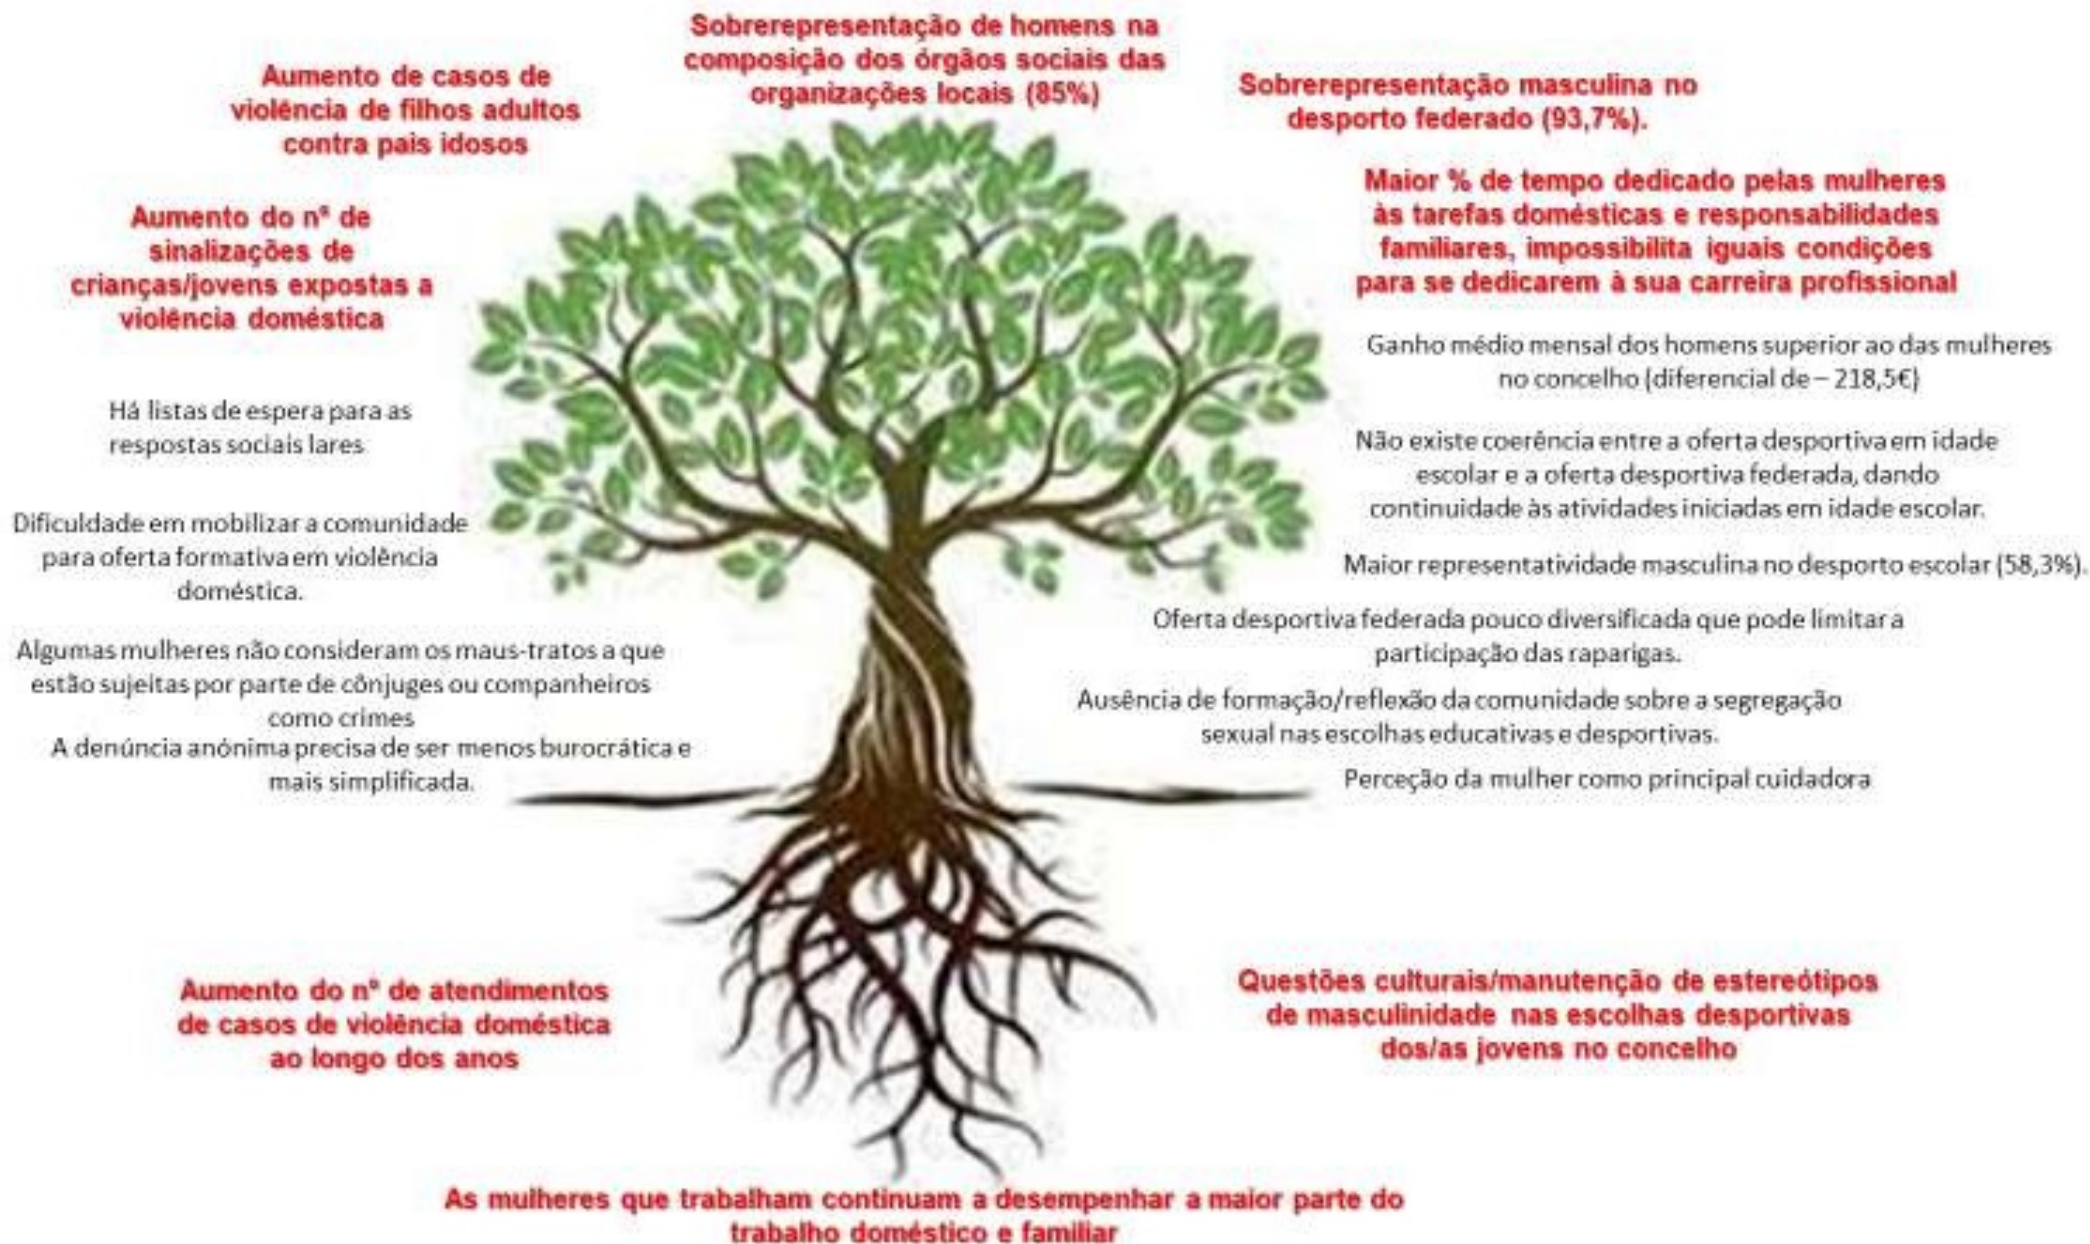 Sobrerepresentação de homens na
composição dos órgãos sociais das
organizações locais (85%)
Aumento de casos de
violência de filhos adultos
contra pais idosos
Sobrerepresentação masculina no
desporto federado (93,7%).
Aumento do nº de
sinalizações de
crianças/jovens expostas a
violência doméstica
Maior % de tempo dedicado pelas mulheres
às tarefas domésticas e responsabilidades
familiares, impossibilita iguais condições
para se dedicarem à sua carreira profissional
Há listas de espera para as
respostas sociais lares
Ganho médio mensal dos homens superior ao das mulheres
no concelho (diferencial de – 218,5€)
Dificuldade em mobilizar a comunidade
para oferta formativa em violência
doméstica.
Não existe coerência entre a oferta desportiva em idade
escolar e a oferta desportiva federada, dando
continuidade às atividades iniciadas em idade escolar.
Maior representatividade masculina no desporto escolar (58,3%).
Algumas mulheres não consideram os maus-tratos a que
estão sujeitas por parte de cônjuges ou companheiros
como crimes
A denúncia anónima precisa de ser menos burocrática e
mais simplificada.
Oferta desportiva federada pouco diversificada que pode limitar a
participação das raparigas.
Ausência de formação/reflexão da comunidade sobre a segregação
sexual nas escolhas educativas e desportivas.
Perceção da mulher como principal cuidadora
Aumento do nº de atendimentos
de casos de violência doméstica
ao longo dos anos
Questões culturais/manutenção de estereótipos
de masculinidade nas escolhas desportivas
dos/as jovens no concelho
As mulheres que trabalham continuam a desempenhar a maior parte do
trabalho doméstico e familiar